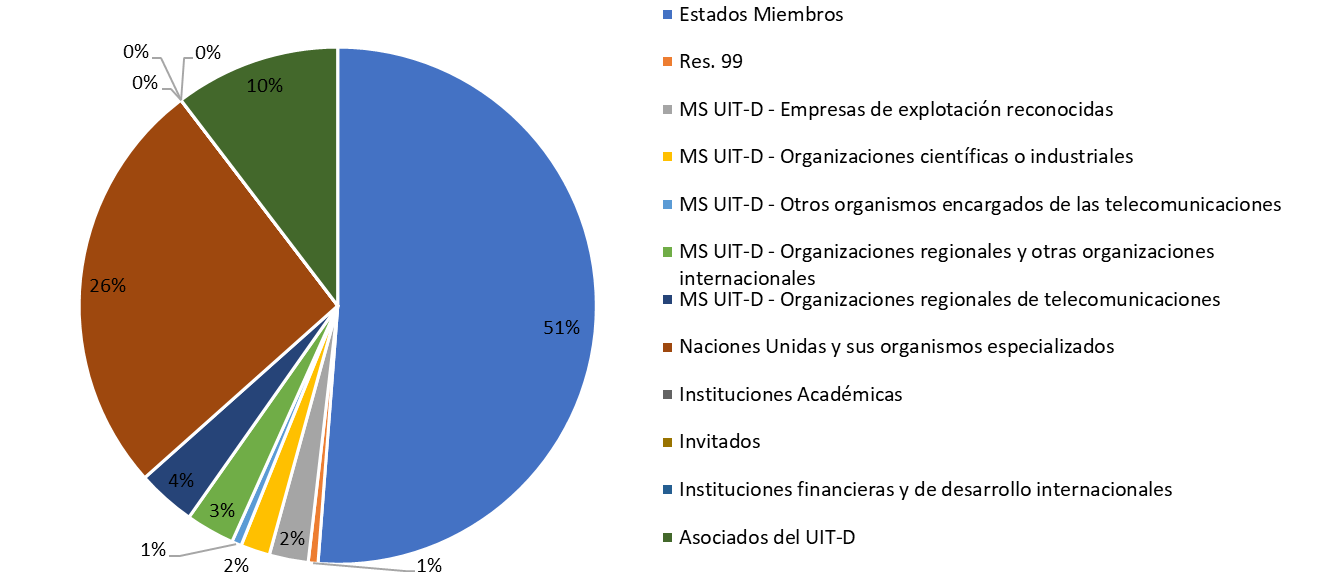 0%
0%
0%
10%
51%
26%
4%
3%
2%
1%
2%
1%
Estados Miembros
Res. 99
MS UIT-D - Empresas de explotación reconocidas
MS UIT-D - Organizaciones científicas o industriales
MS UIT-D - Otros organismos encargados de las telecomunicaciones
MS UIT-D - Organizaciones regionales y otras organizaciones
internacionales
MS UIT-D - Organizaciones regionales de telecomunicaciones
Naciones Unidas y sus organismos especializados
Instituciones Académicas
Invitados
Instituciones financieras y de desarrollo internacionales
Asociados del UIT-D